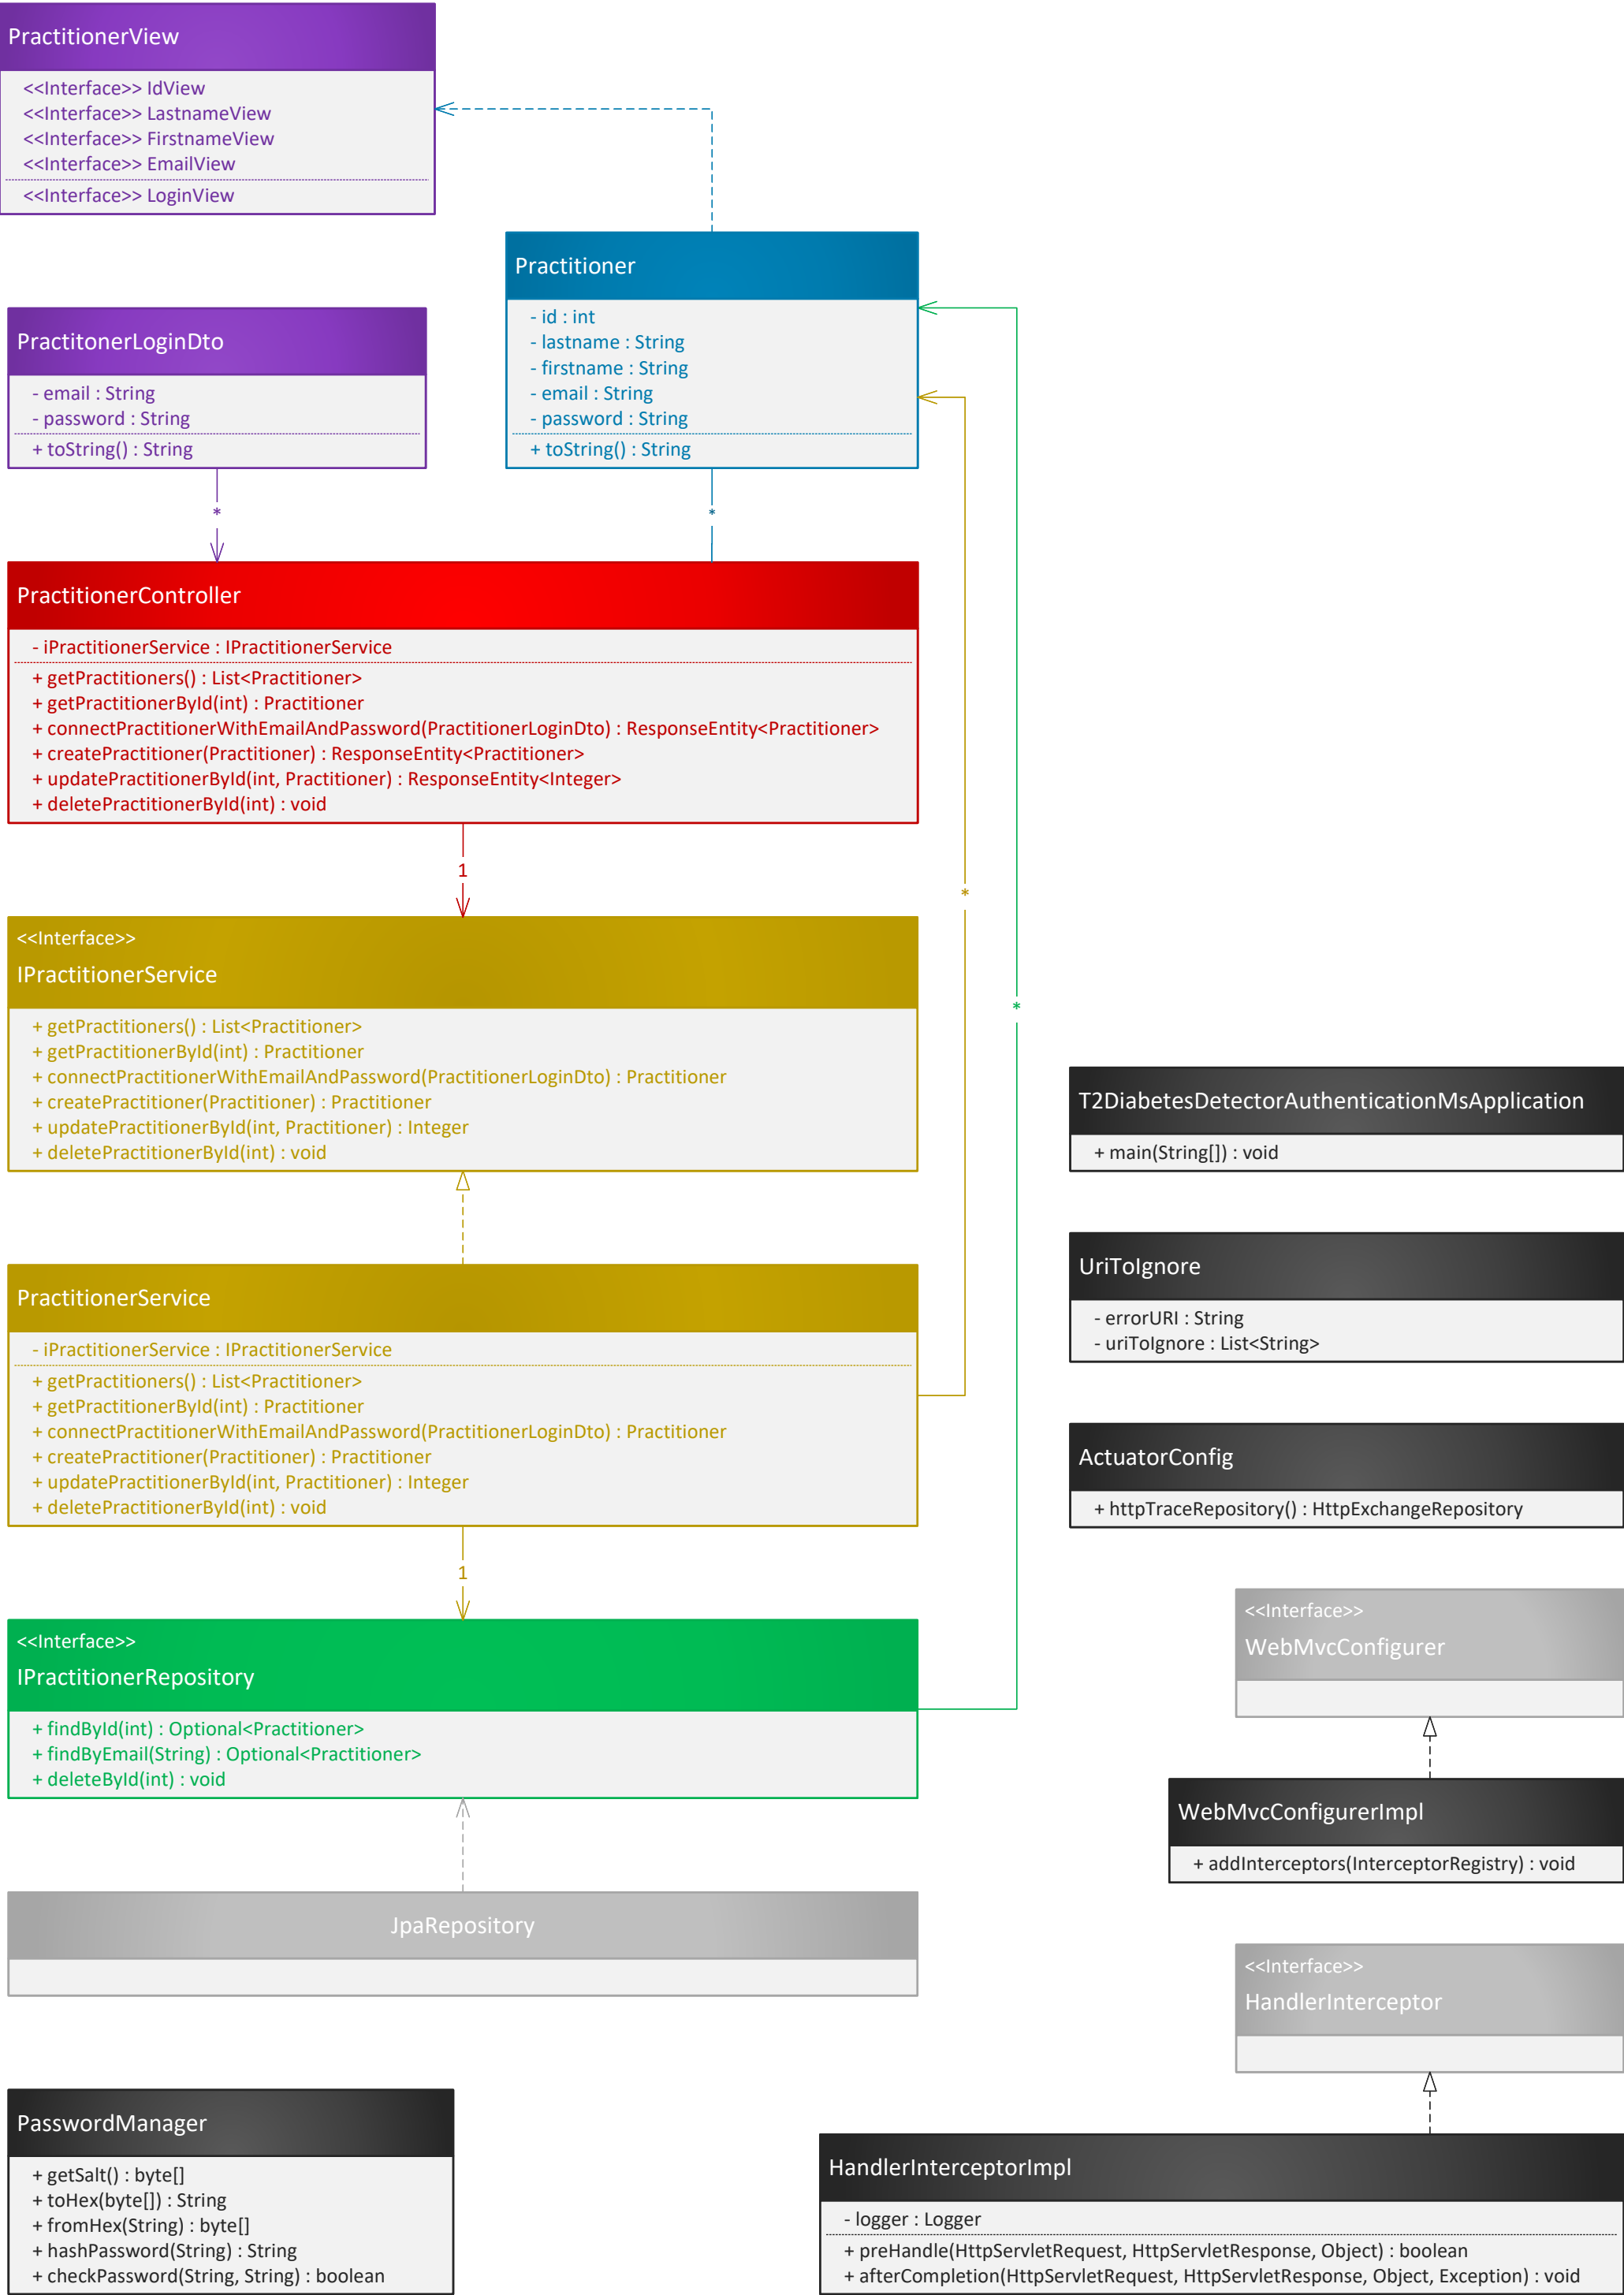 PractitionerView
<<Interface>> IdView
<<Interface>> LastnameView
<<Interface>> FirstnameView
<<Interface>> EmailView
<<Interface>> LoginView
Practitioner
- id : int
- lastname : String
- firstname : String
- email : String
- password : String
+ toString() : String
PractitonerLoginDto
- email : String
- password : String
+ toString() : String
*
*
PractitionerController
- iPractitionerService : IPractitionerService
+ getPractitioners() : List<Practitioner>
+ getPractitionerById(int) : Practitioner
+ connectPractitionerWithEmailAndPassword(PractitionerLoginDto) : ResponseEntity<Practitioner>
+ createPractitioner(Practitioner) : ResponseEntity<Practitioner>
+ updatePractitionerById(int, Practitioner) : ResponseEntity<Integer>
+ deletePractitionerById(int) : void
1
*
<<Interface>>
IPractitionerService
+ getPractitioners() : List<Practitioner>
+ getPractitionerById(int) : Practitioner
+ connectPractitionerWithEmailAndPassword(PractitionerLoginDto) : Practitioner
+ createPractitioner(Practitioner) : Practitioner
+ updatePractitionerById(int, Practitioner) : Integer
+ deletePractitionerById(int) : void
*
T2DiabetesDetectorAuthenticationMsApplication
+ main(String[]) : void
UriToIgnore
- errorURI : String
- uriToIgnore : List<String>
PractitionerService
- iPractitionerService : IPractitionerService
+ getPractitioners() : List<Practitioner>
+ getPractitionerById(int) : Practitioner
+ connectPractitionerWithEmailAndPassword(PractitionerLoginDto) : Practitioner
+ createPractitioner(Practitioner) : Practitioner
+ updatePractitionerById(int, Practitioner) : Integer
+ deletePractitionerById(int) : void
ActuatorConfig
+ httpTraceRepository() : HttpExchangeRepository
1
<<Interface>>
IPractitionerRepository
+ findById(int) : Optional<Practitioner>
+ findByEmail(String) : Optional<Practitioner>
+ deleteById(int) : void
<<Interface>>
WebMvcConfigurer
WebMvcConfigurerImpl
+ addInterceptors(InterceptorRegistry) : void
JpaRepository
<<Interface>>
HandlerInterceptor
PasswordManager
+ getSalt() : byte[]
+ toHex(byte[]) : String
+ fromHex(String) : byte[]
+ hashPassword(String) : String
+ checkPassword(String, String) : boolean
HandlerInterceptorImpl
- logger : Logger
+ preHandle(HttpServletRequest, HttpServletResponse, Object) : boolean
+ afterCompletion(HttpServletRequest, HttpServletResponse, Object, Exception) : void